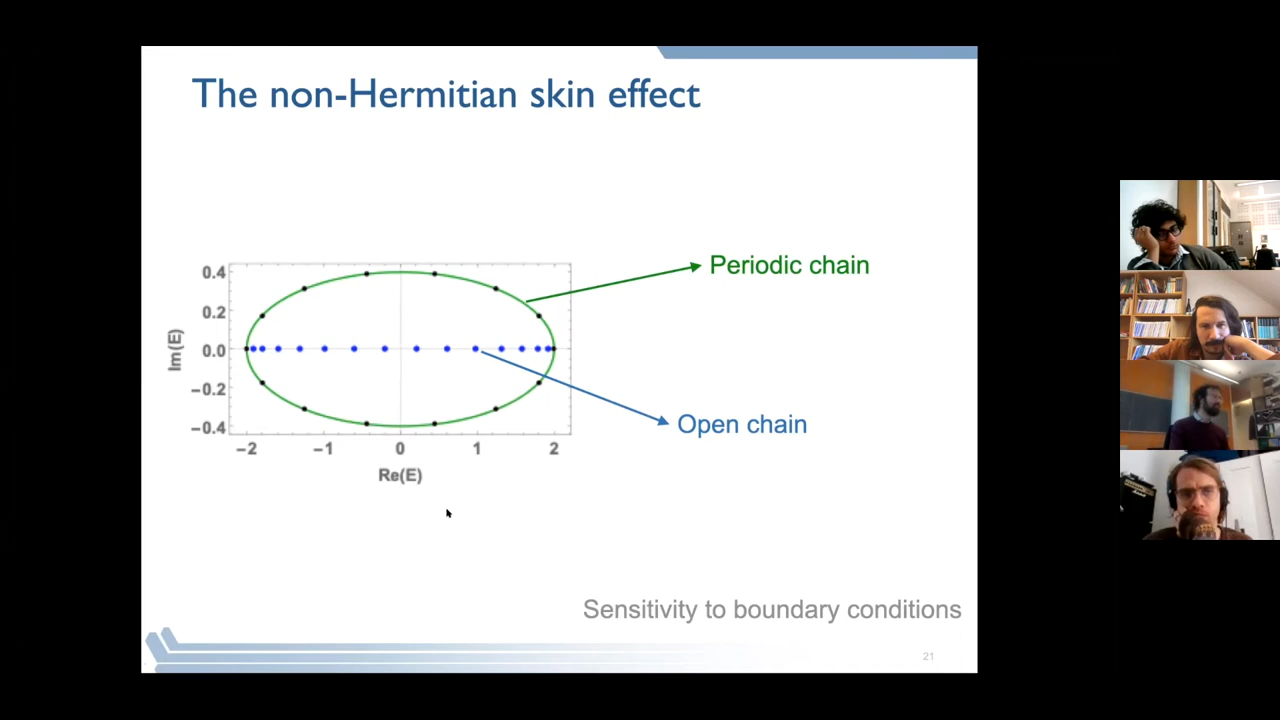 The non-Hermitian skin effect
0.4
0.2
0.0
−0.2
−0.4
Im(E)
−2 −1 0 1 2
Re(E)
Periodic chain
Open chain
Sensitivity to boundary conditions
21